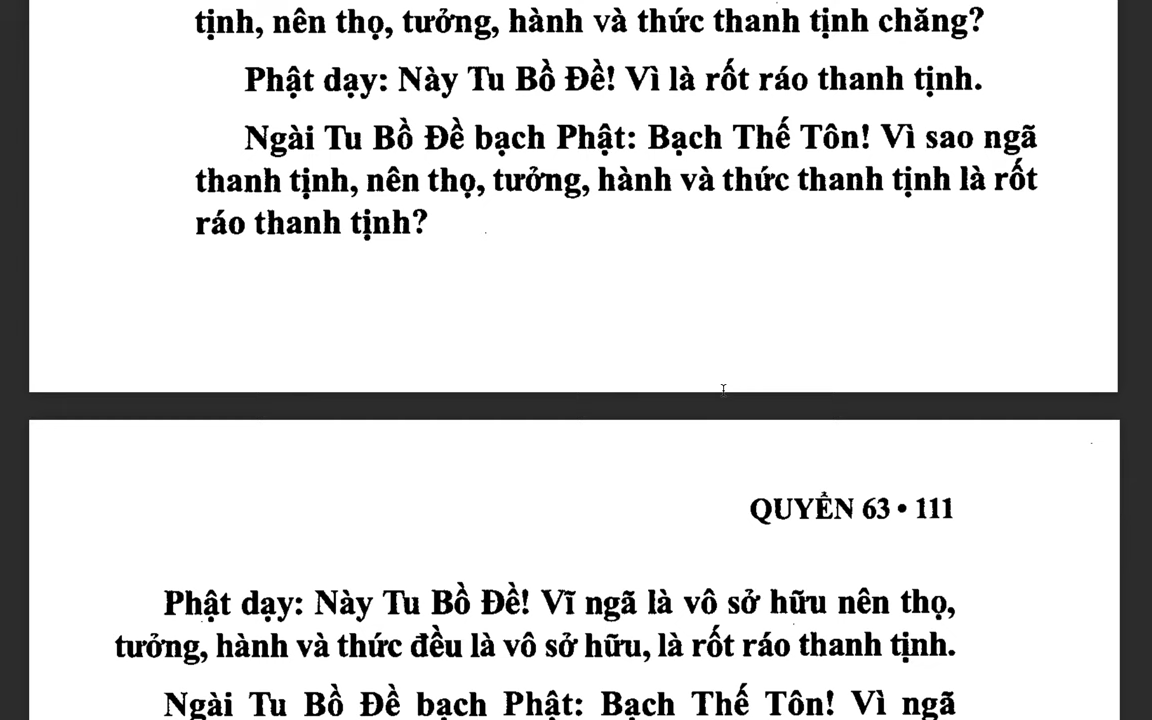 tịnh, nên thọ, tưởng, hành và thức thanh tịnh chăng?
Phật dạy: Này Tu Bồ Đề! Vì là rốt ráo thanh tịnh.
Ngài Tu Bồ Đề bạch Phật: Bạch Thế Tôn! Vì sao ngã
thanh tịnh, nên thọ, tưởng, hành và thức thanh tịnh là rốt
ráo thanh tịnh?
QUYỂN 63 • 111
Phật dạy: Này Tu Bồ Đề! Vĩ ngã là vô sở hữu nên thọ,
tưởng, hành và thức đều là vô sở hữu, là rốt ráo thanh tịnh.
Ngài Tu Bồ Đề bạch Phật: Bạch Thế Tôn! Vì ngã